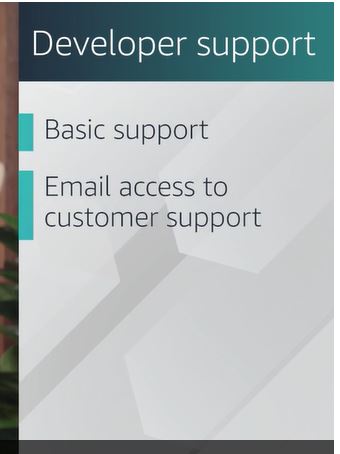 Developer support
Basic support
Email access to
customer support